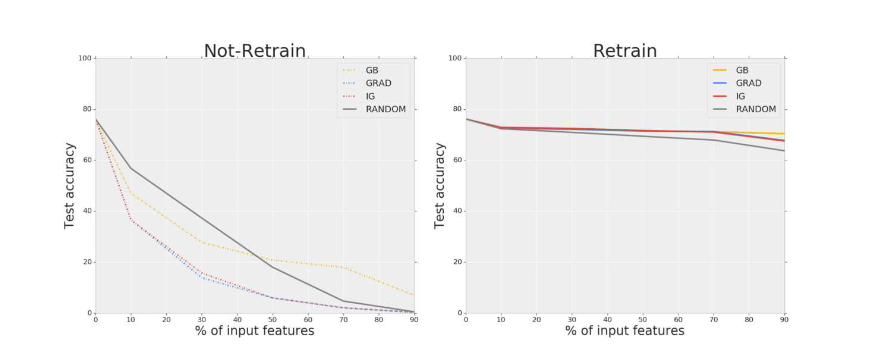 Not-Retrain
100
80
60
40
20
0
0 10 20 30 40 50 60 70 80 90
Test accuracy
% of input features
GB
GRAD
IG
RANDOM
Retrain
100
80
60
40
20
0
0 10 20 30 40 50 60 70 80 90
Test accuracy
% of input features
GB
GRAD
IG
RANDOM